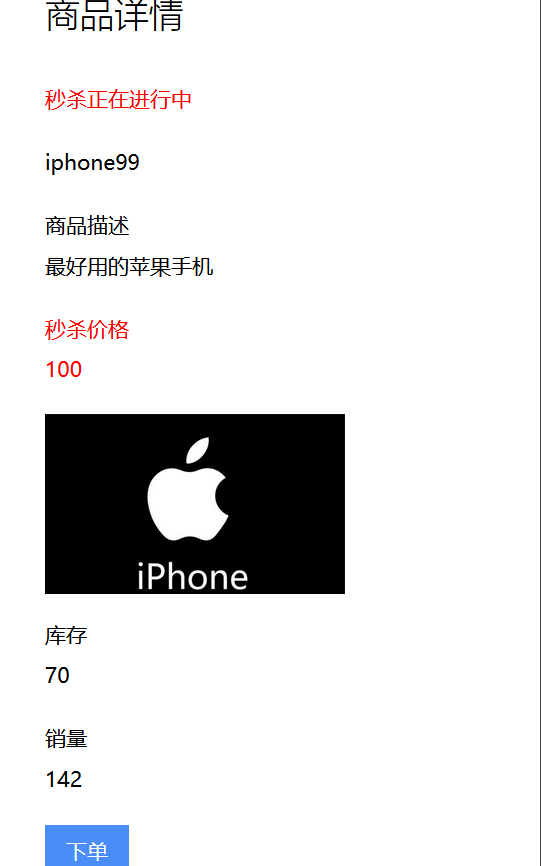 商品详情
秒杀正在进行中
iphone99
商品描述
最好用的苹果手机
秒杀价格
100
iPhone
库存
70
销量
142
下单